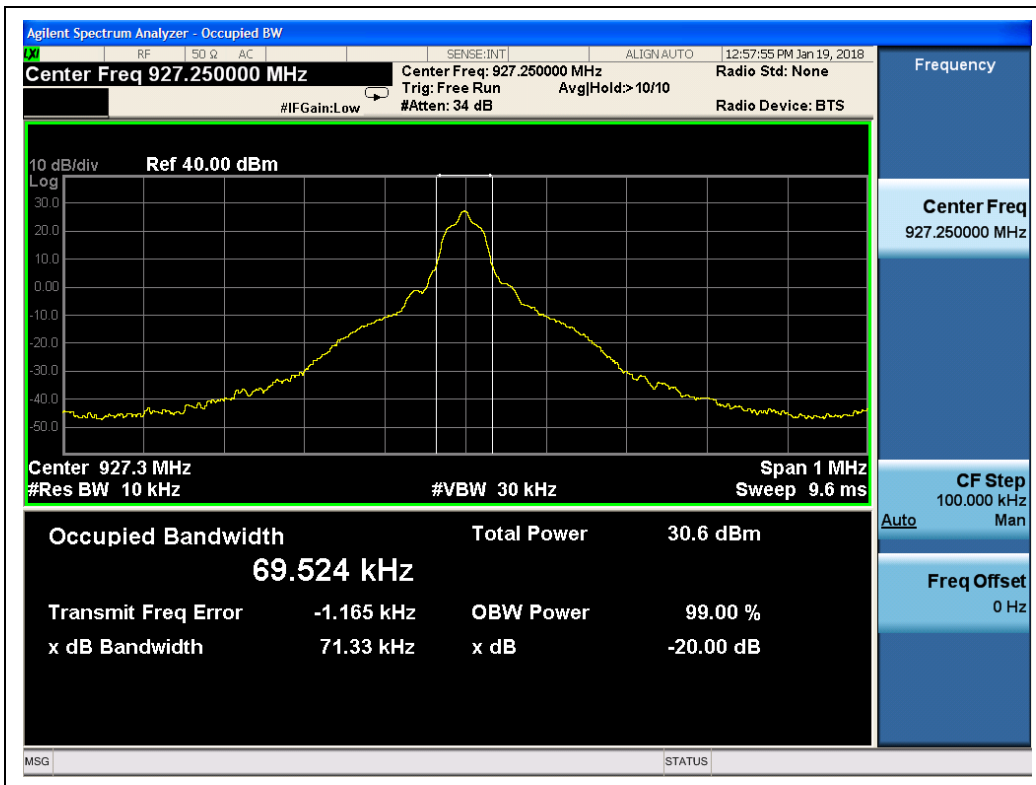 Agilent Spectrum Analyzer - Occupied BW
LXI RF 50 Ω AC SENSE:INT ALIGN AUTO 12:57:55 PM Jan 19, 2018
Center Freq 927.250000 MHz
Center Freq: 927.250000 MHz
Radio Std: None
Trig: Free Run Avg|Hold:> 10/10
#IFGain:Low
#Atten: 34 dB
Radio Device: BTS
10 dB/div Ref 40.00 dBm
Log
30.0
20.0
10.0
0.00
-10.0
-20.0
-30.0
-40.0
-50.0
Center 927.3 MHz Span 1 MHz
#Res BW 10 kHz #VBW 30 kHz Sweep 9.6 ms
Occupied Bandwidth Total Power 30.6 dBm
69.524 kHz
Transmit Freq Error -1.165 kHz OBW Power 99.00 %
x dB Bandwidth 71.33 kHz x dB -20.00 dB
Frequency
Center Freq
927.250000 MHz
CF Step
100.000 kHz
Auto Man
Freq Offset
0 Hz
MSG STATUS